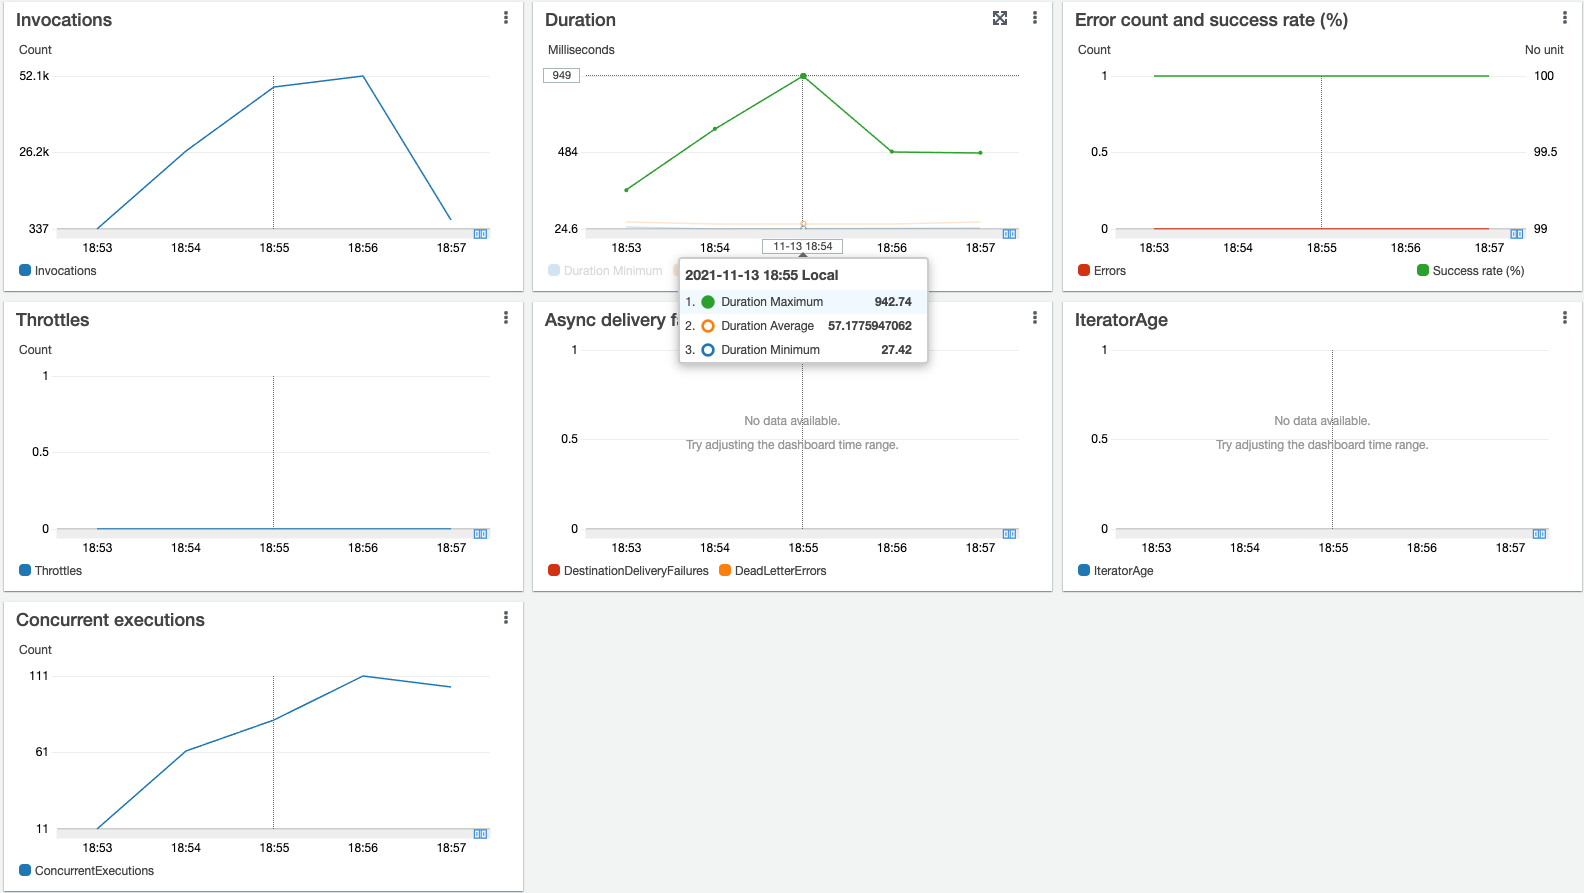 Invocations
Count
52.1k
26.2k
337
18:53 18:54 18:55 18:56 18:57
Invocations
Duration
Milliseconds
949
484
24.6
18:53 18:54 11-13 18:54 18:56 18:57
Duration Minimum
2021-11-13 18:55 Local
1. Duration Maximum 942.74
2. Duration Average 57.1775947062
3. Duration Minimum 27.42
Error count and success rate (%)
Count No unit
1 100
0.5 99.5
0 99
18:53 18:54 18:55 18:56 18:57
Errors Success rate (%)
Throttles
Count
1
0.5
0
18:53 18:54 18:55 18:56 18:57
Throttles
Async delivery
1
No data available.
0.5
Try adjusting the dashboard time range.
0
18:53 18:54 18:55 18:56 18:57
DestinationDeliveryFailures DeadLetterErrors
IteratorAge
1
No data available.
0.5
Try adjusting the dashboard time range.
0
18:53 18:54 18:55 18:56 18:57
IteratorAge
Concurrent executions
Count
111
61
11
18:53 18:54 18:55 18:56 18:57
ConcurrentExecutions